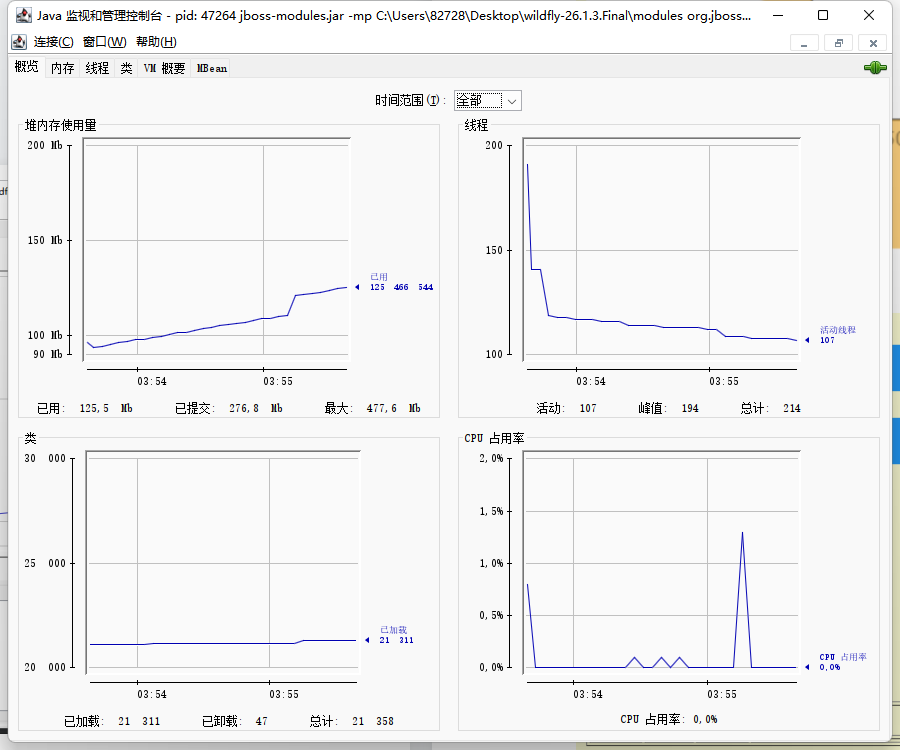 Java 监视和管理控制台 - pid: 47264 jboss-modules.jar -mp C:\Users\82728\Desktop\wildfly-26.1.3.Final\modules org.jboss...
连接(C) 窗口(W) 帮助(H)
概览 内存 线程 类 VM 概要 MBean
时间范围(I): 全部
堆内存使用量
200 Mb
150 Mb
100 Mb
90 Mb
已用
125 466 544
03:54 03:55
已用: 125,5 Mb 已提交: 276,8 Mb 最大: 477,6 Mb
线程
200
150
100
活动线程
107
03:54 03:55
活动: 107 峰值: 194 总计: 214
类
30 000
25 000
20 000
已加载
21 311
03:54 03:55
已加载: 21 311 已卸载: 47 总计: 21 358
CPU 占用率
2,0%
1,5%
1,0%
0,5%
0,0%
CPU 占用率
0,0%
03:54 03:55
CPU 占用率: 0,0%